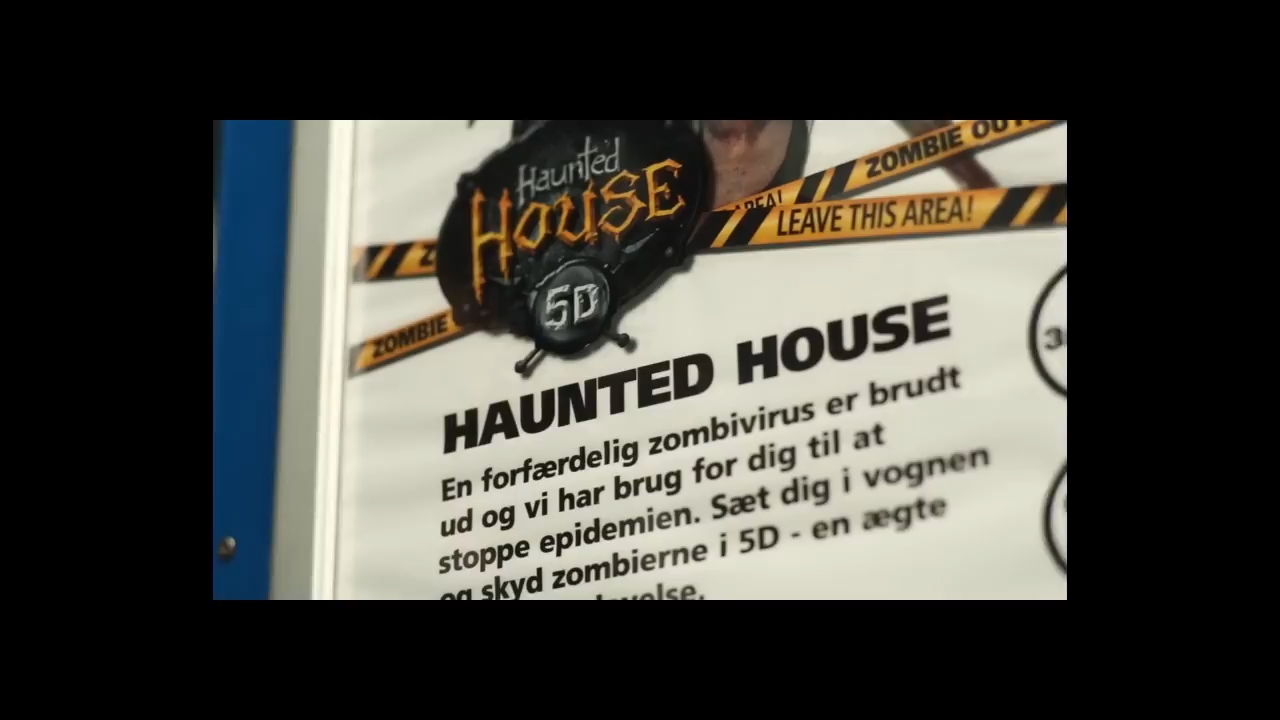 Haunted
HOUSE
5D
ZOMBIE
AREA!
ZOMBIE
LEAVE THIS AREA!
HAUNTED HOUSE
En forfærdelig zombivirus er brudt
ud og vi har brug for dig til at
stoppe epidemien. Sæt dig i vognen
og skyd zombierne i 5D - en ægte